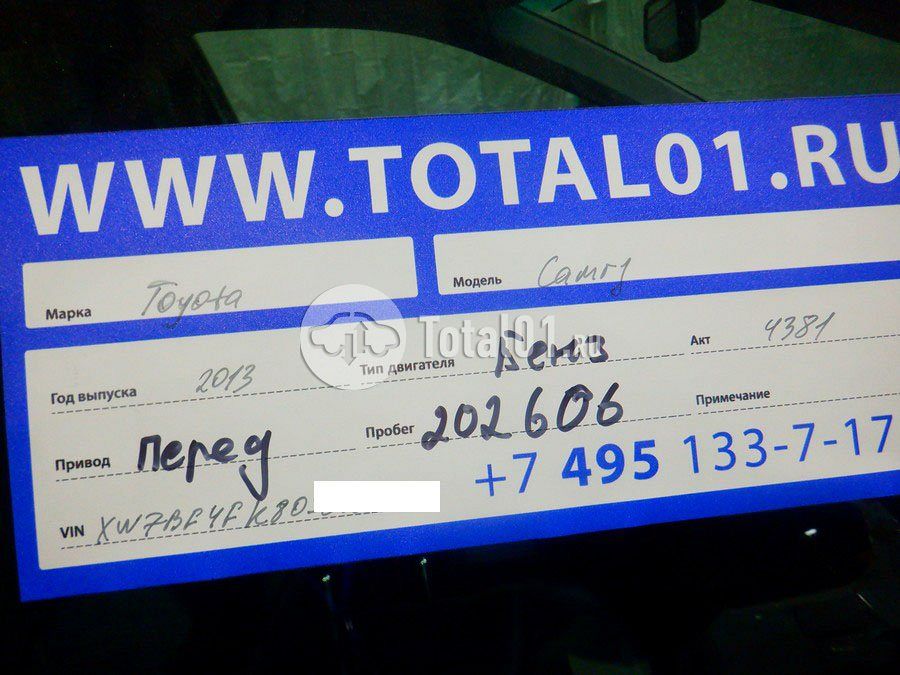 WWW.TOTAL01.RU
Марка Toyota Модель Camry
Total01.ru
Год выпуска 2013 Тип двигателя Бенз Акт 4381
Привод Перед Пробег 202606 Примечание
+7 495 133-7-17
VIN XW7BF4FK80